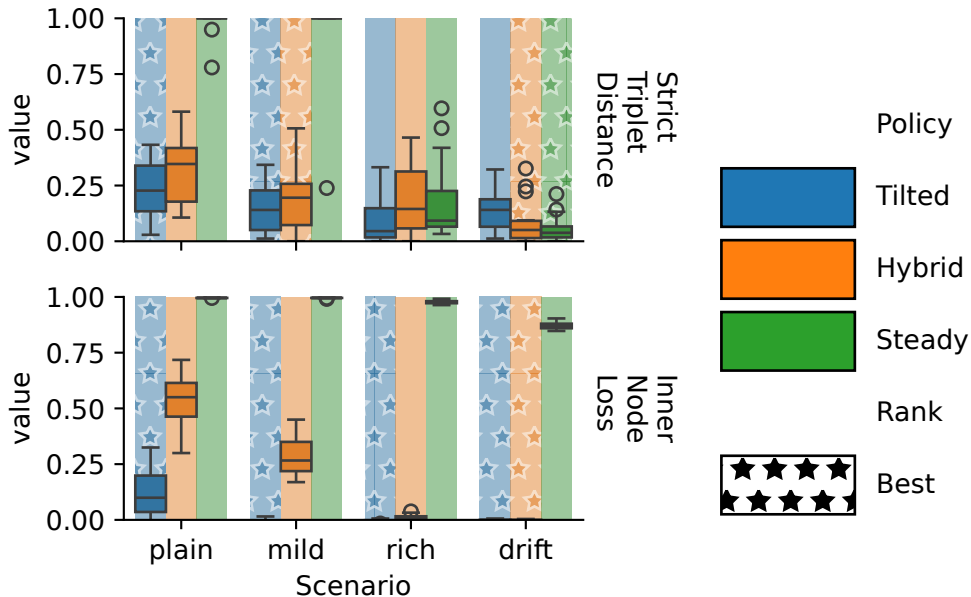 1.00
0.75
0.50
0.25
0.00
value
Strict
Triplet
Distance
1.00
0.75
0.50
0.25
0.00
value
Inner
Node
Loss
plain
mild
rich
drift
Scenario
Policy
Tilted
Hybrid
Steady
Rank
Best